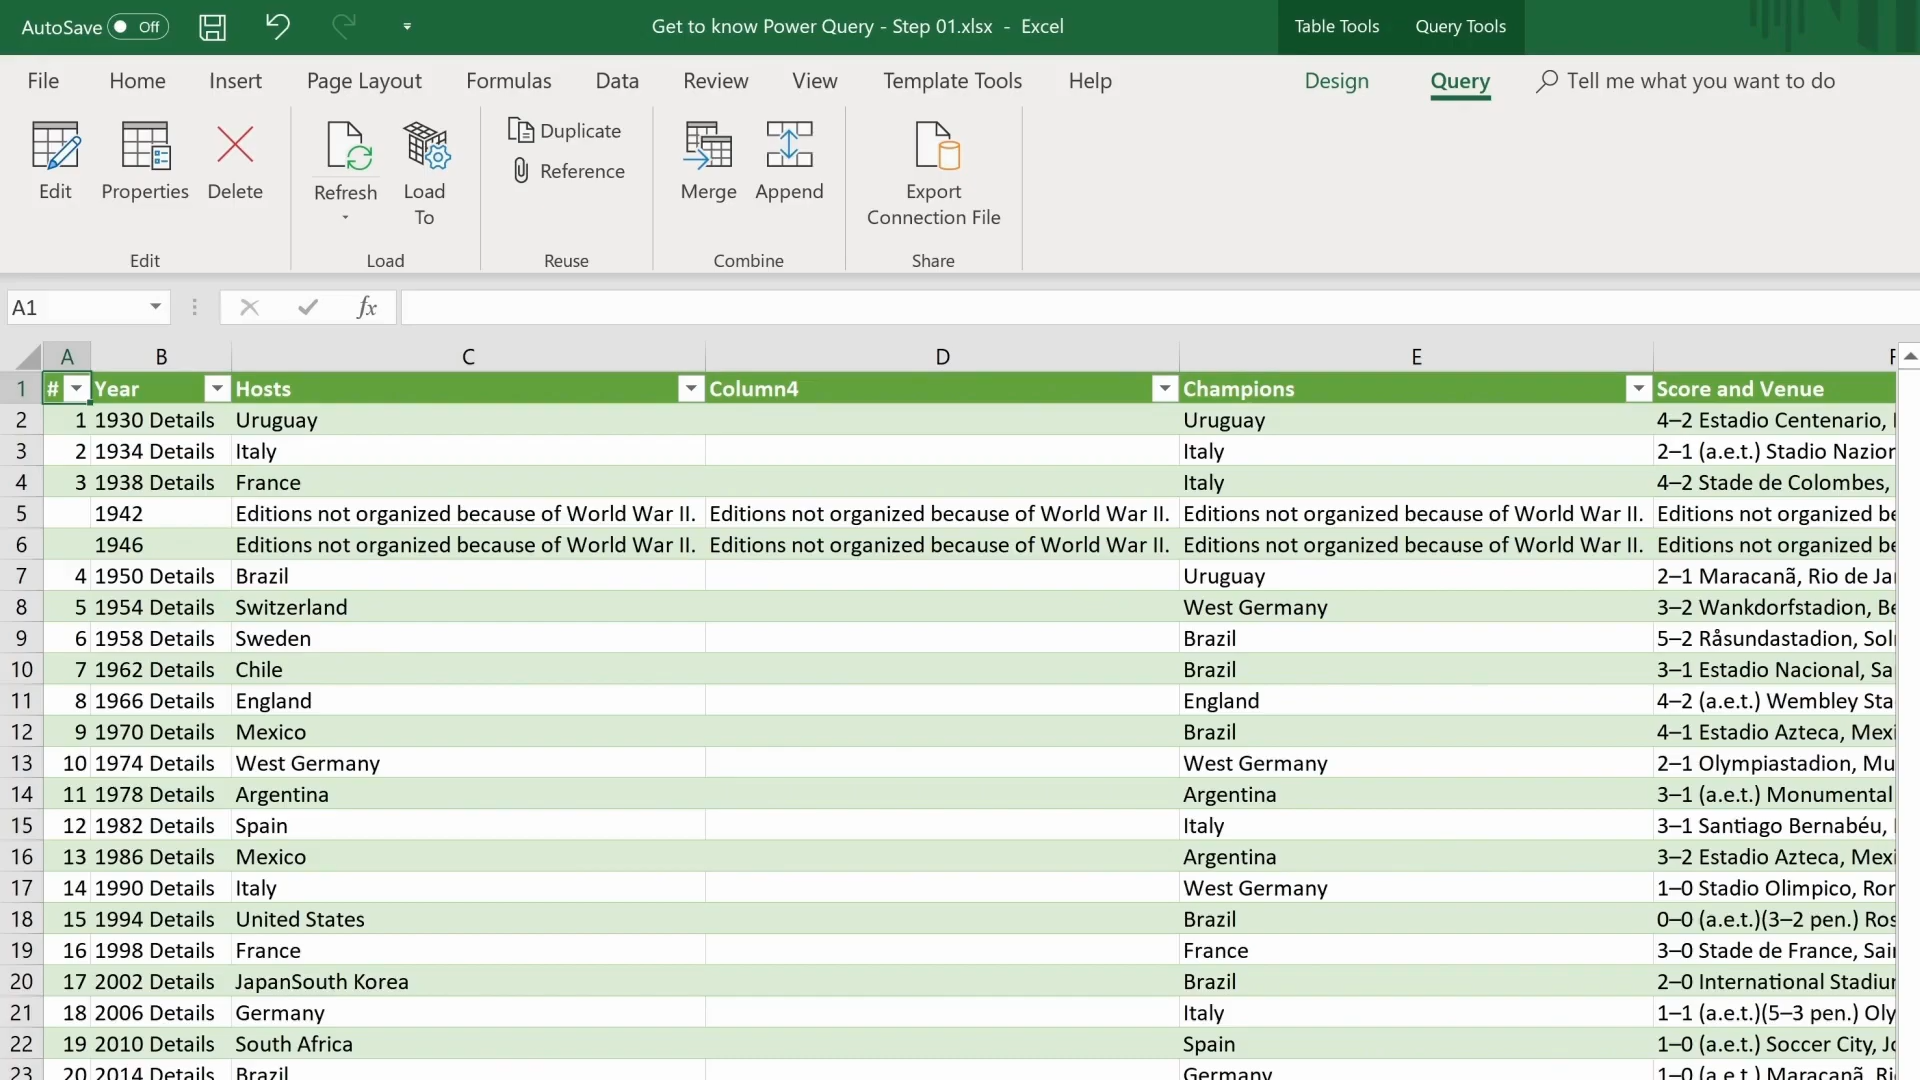 AutoSave Off Get to know Power Query - Step 01.xlsx - Excel Table Tools Query Tools
File Home Insert Page Layout Formulas Data Review View Template Tools Help Design Query Tell me what you want to do
Edit Properties Delete Refresh Load To Duplicate Reference Merge Append Export Connection File
Edit Load Reuse Combine Share
A1 fx
A B C D E F
1 # Year Hosts Column4 Champions Score and Venue
2 1 1930 Details Uruguay Uruguay 4–2 Estadio Centenario,
3 2 1934 Details Italy Italy 2–1 (a.e.t.) Stadio Nazion
4 3 1938 Details France Italy 4–2 Stade de Colombes,
5 1942 Editions not organized because of World War II. Editions not organized because of World War II. Editions not organized because of World War II. Editions not organized be
6 1946 Editions not organized because of World War II. Editions not organized because of World War II. Editions not organized because of World War II. Editions not organized be
7 4 1950 Details Brazil Uruguay 2–1 Maracanã, Rio de Jan
8 5 1954 Details Switzerland West Germany 3–2 Wankdorfstadion, Be
9 6 1958 Details Sweden Brazil 5–2 Råsundastadion, Soln
10 7 1962 Details Chile Brazil 3–1 Estadio Nacional, Sa
11 8 1966 Details England England 4–2 (a.e.t.) Wembley Sta
12 9 1970 Details Mexico Brazil 4–1 Estadio Azteca, Mexi
13 10 1974 Details West Germany West Germany 2–1 Olympiastadion, Mu
14 11 1978 Details Argentina Argentina 3–1 (a.e.t.) Monumental
15 12 1982 Details Spain Italy 3–1 Santiago Bernabéu,
16 13 1986 Details Mexico Argentina 3–2 Estadio Azteca, Mexi
17 14 1990 Details Italy West Germany 1–0 Stadio Olimpico, Ror
18 15 1994 Details United States Brazil 0–0 (a.e.t.)(3–2 pen.) Ros
19 16 1998 Details France France 3–0 Stade de France, Sai
20 17 2002 Details JapanSouth Korea Brazil 2–0 International Stadiur
21 18 2006 Details Germany Italy 1–1 (a.e.t.)(5–3 pen.) Oly
22 19 2010 Details South Africa Spain 1–0 (a.e.t.) Soccer City, Jo
23 20 2014 Details Brazil Germany 1–0 (a.e.t.) Maracanã, Ri